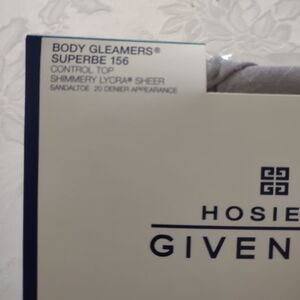 BODY GLEAMERS®
SUPERBE 156
CONTROL TOP
SHIMMERY LYCRA® SHEER
SANDALTOE 20 DENIER APPEARANCE
HOSIE
GIVEN